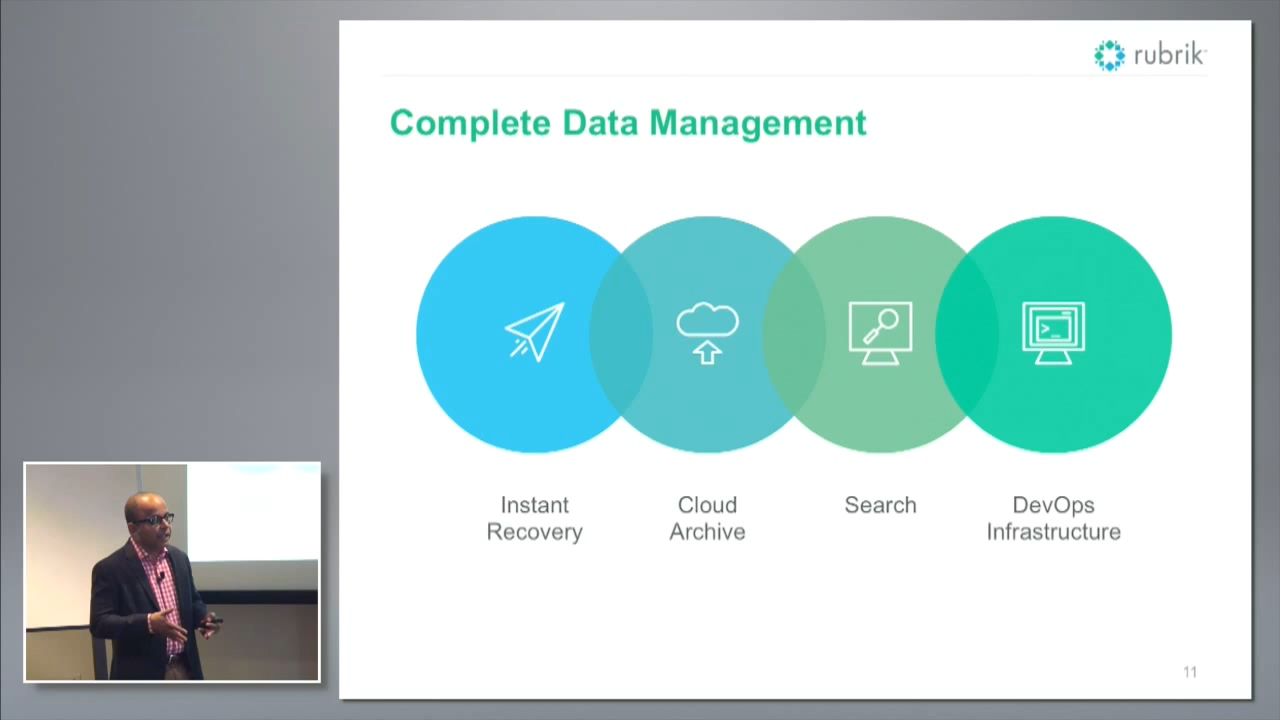 rubrik
Complete Data Management
>_
Instant
Recovery
Cloud
Archive
Search
DevOps
Infrastructure
11